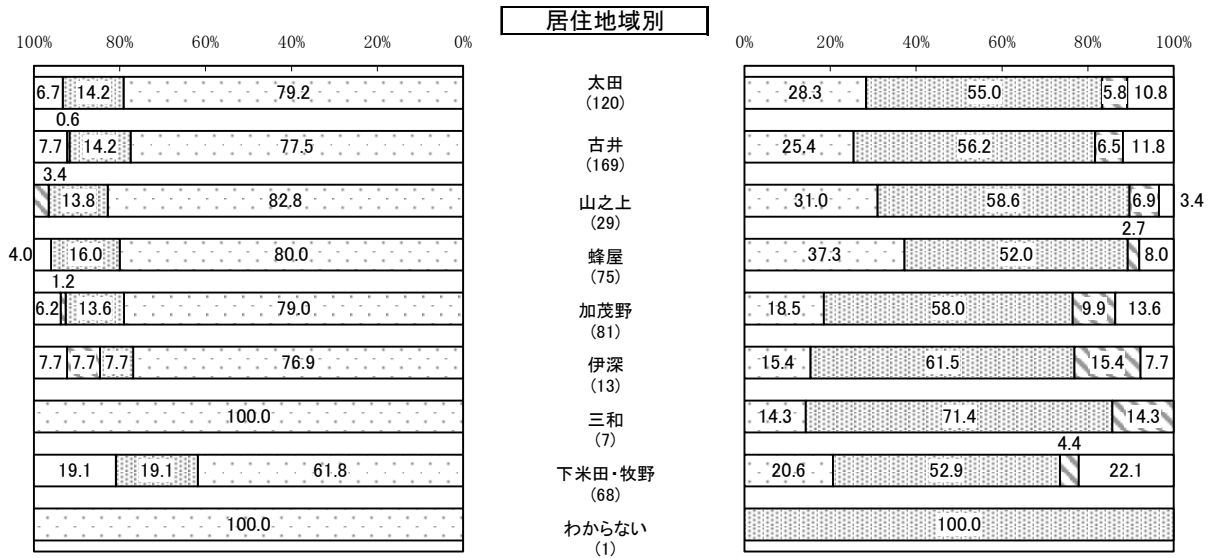 居住地域別
100% 80% 60% 40% 20% 0% 0% 20% 40% 60% 80% 100%
6.7 14.2 79.2 太田 28.3 55.0 5.8 10.8
(120)
0.6
7.7 14.2 77.5 古井 25.4 56.2 6.5 11.8
(169)
3.4
13.8 82.8 山之上 31.0 58.6 6.9 3.4
(29)
2.7
4.0 16.0 80.0 蜂屋 37.3 52.0 8.0
(75)
1.2
6.2 13.6 79.0 加茂野 18.5 58.0 9.9 13.6
(81)
7.7 7.7 7.7 76.9 伊深 15.4 61.5 15.4 7.7
(13)
100.0 三和 14.3 71.4 14.3
(7)
4.4
19.1 19.1 61.8 下米田・牧野 20.6 52.9 22.1
(68)
100.0 わからない 100.0
(1)